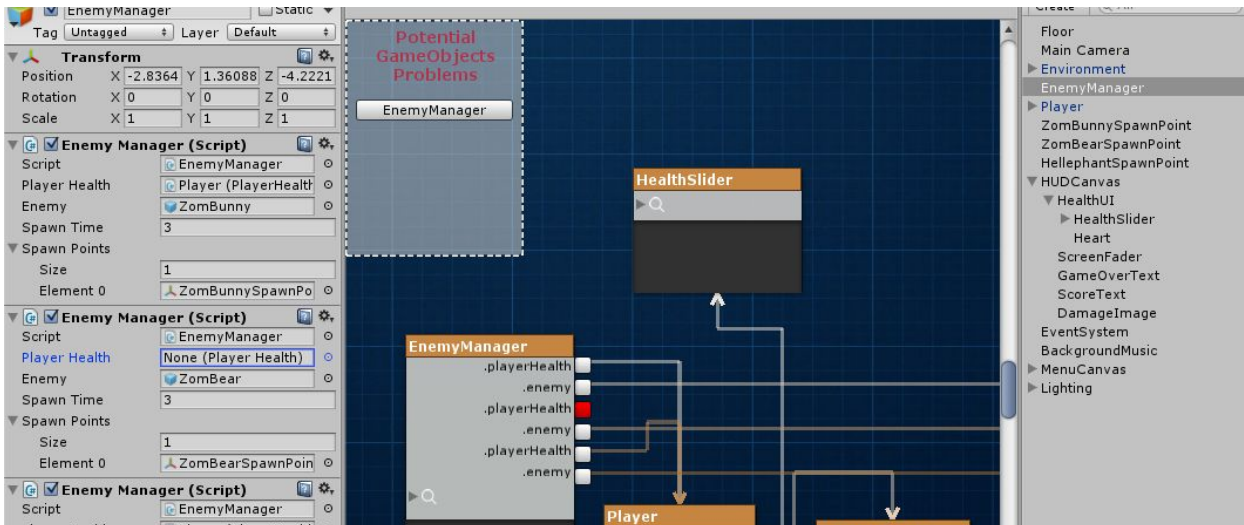 EnemyManager
Static
Tag Untagged Layer Default
Transform
Position X -2.8364 Y 1.36088 Z -4.2221
Rotation X 0 Y 0 Z 0
Scale X 1 Y 1 Z 1
Enemy Manager (Script)
Script EnemyManager
Player Health Player (PlayerHealth
Enemy ZomBunny
Spawn Time 3
Spawn Points
Size 1
Element 0 ZomBunnySpawnPo
Enemy Manager (Script)
Script EnemyManager
Player Health None (Player Health)
Enemy ZomBear
Spawn Time 3
Spawn Points
Size 1
Element 0 ZomBearSpawnPoin
Enemy Manager (Script)
Script EnemyManager
Potential
GameObjects
Problems
EnemyManager
HealthSlider
EnemyManager
.playerHealth
.enemy
.playerHealth
.enemy
.playerHealth
.enemy
Player
Create
Floor
Main Camera
Environment
EnemyManager
Player
ZomBunnySpawnPoint
ZomBearSpawnPoint
HellephantSpawnPoint
HUDCanvas
HealthUI
HealthSlider
Heart
ScreenFader
GameOverText
ScoreText
DamageImage
EventSystem
BackgroundMusic
MenuCanvas
Lighting